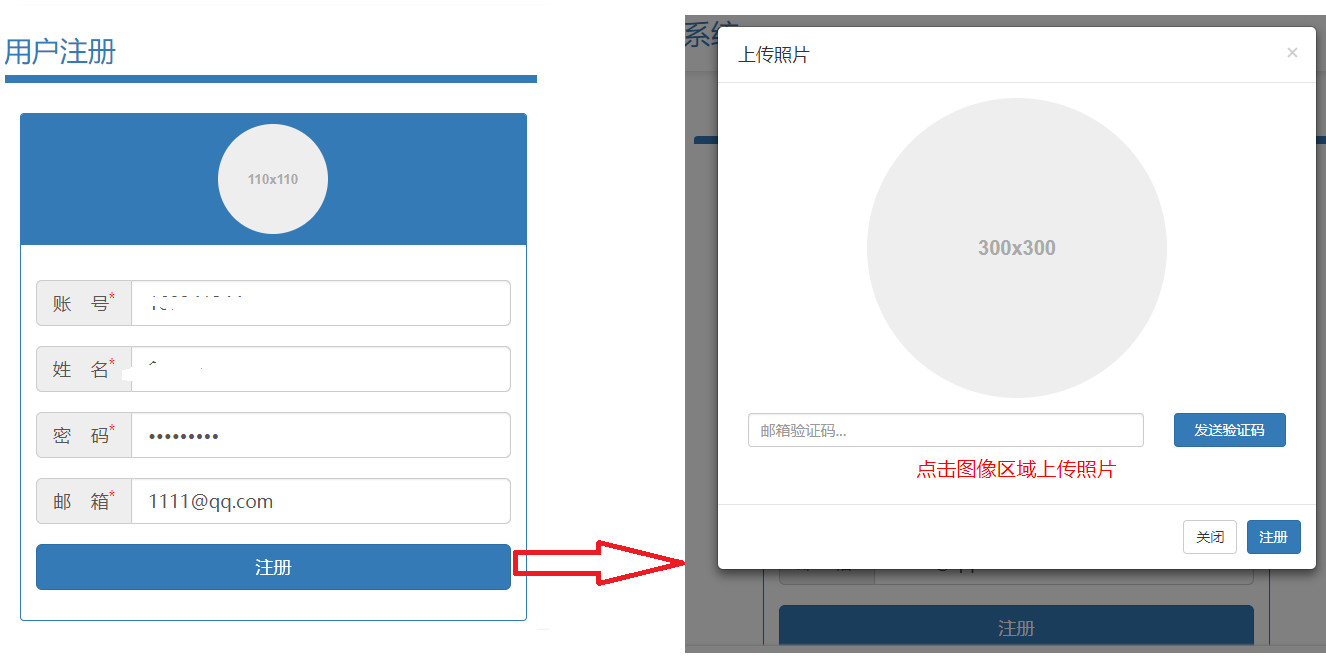 用户注册
110x110
账 号*
姓 名*
密 码*
•••••••••
邮 箱*
1111@qq.com
注册
系统
上传照片
×
300x300
邮箱验证码...
发送验证码
点击图像区域上传照片
关闭
注册
注册